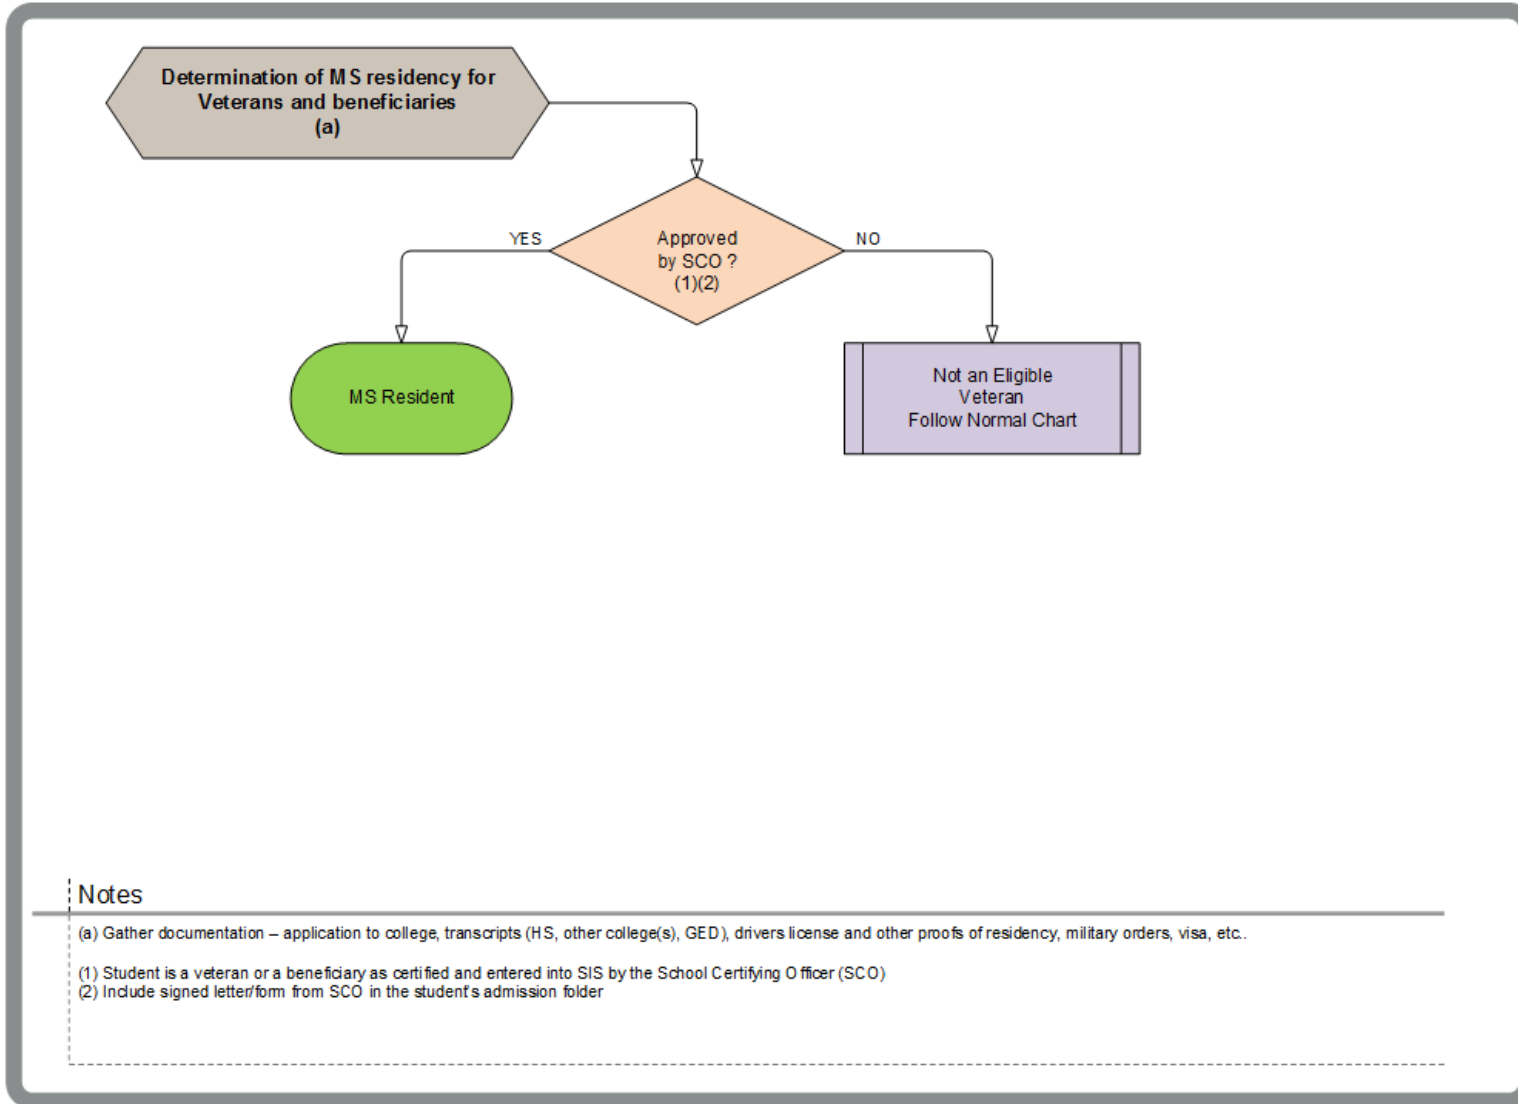 Determination of MS residency for
Veterans and beneficiaries
(a)
YES
Approved
by SCO ?
(1)(2)
NO
MS Resident
Not an Eligible
Veteran
Follow Normal Chart
Notes
(a) Gather documentation – application to college, transcripts (HS, other college(s), GED), drivers license and other proofs of residency, military orders, visa, etc..
(1) Student is a veteran or a beneficiary as certified and entered into SIS by the School Certifying Officer (SCO)
(2) Include signed letter/form from SCO in the student's admission folder